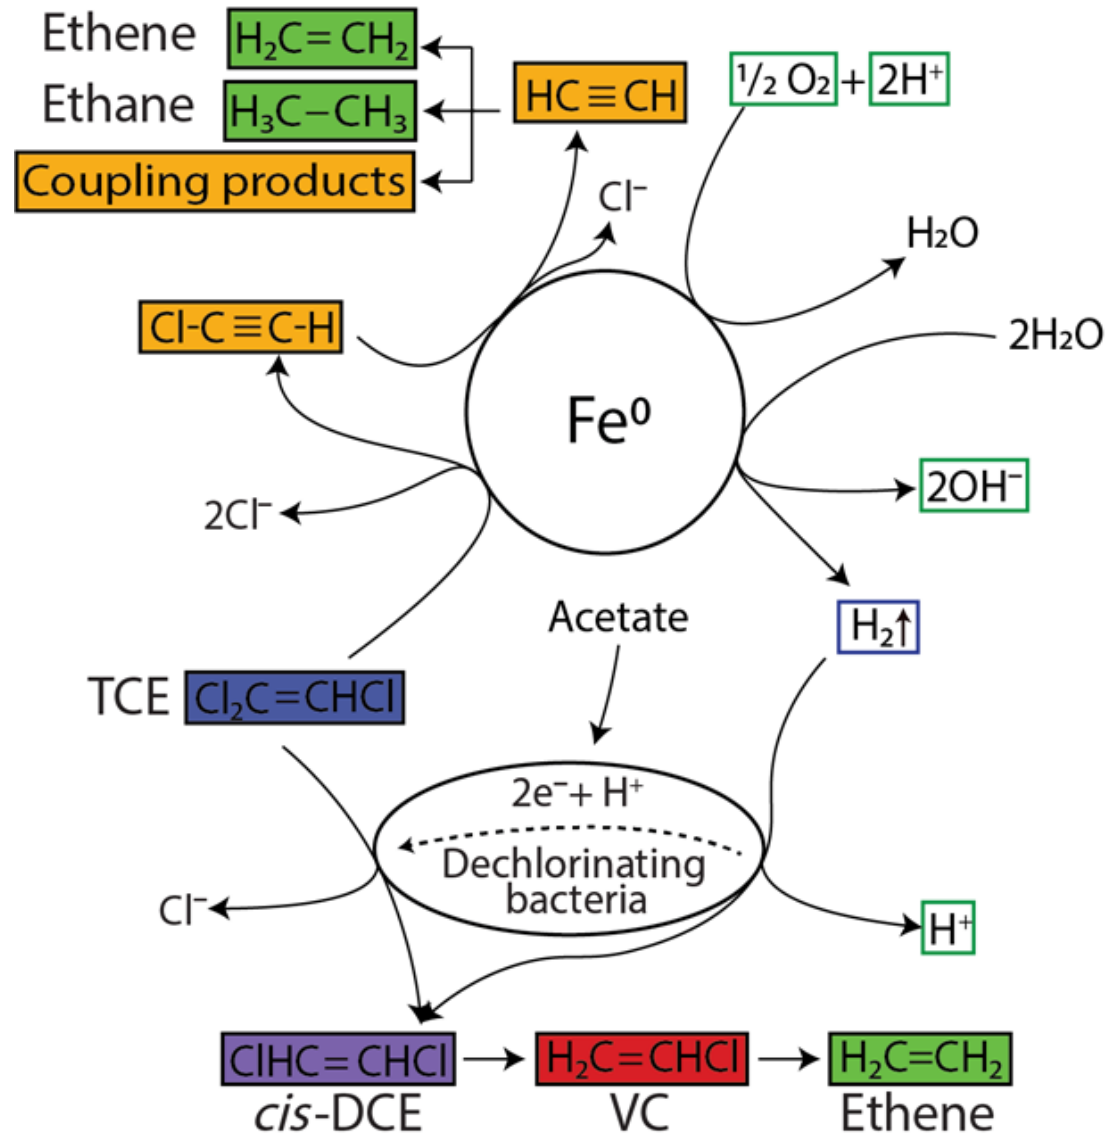 Ethene H₂C=CH₂
Ethane H₃C–CH₃
Coupling products
HC≡CH
½ O₂ + 2H⁺
Cl⁻
H₂O
Cl-C≡C-H
2H₂O
Fe⁰
2Cl⁻
2OH⁻
Acetate
H₂↑
TCE Cl₂C=CHCl
2e⁻+ H⁺
Dechlorinating
bacteria
Cl⁻
H⁺
ClHC=CHCl
H₂C=CHCl
H₂C=CH₂
cis-DCE
VC
Ethene